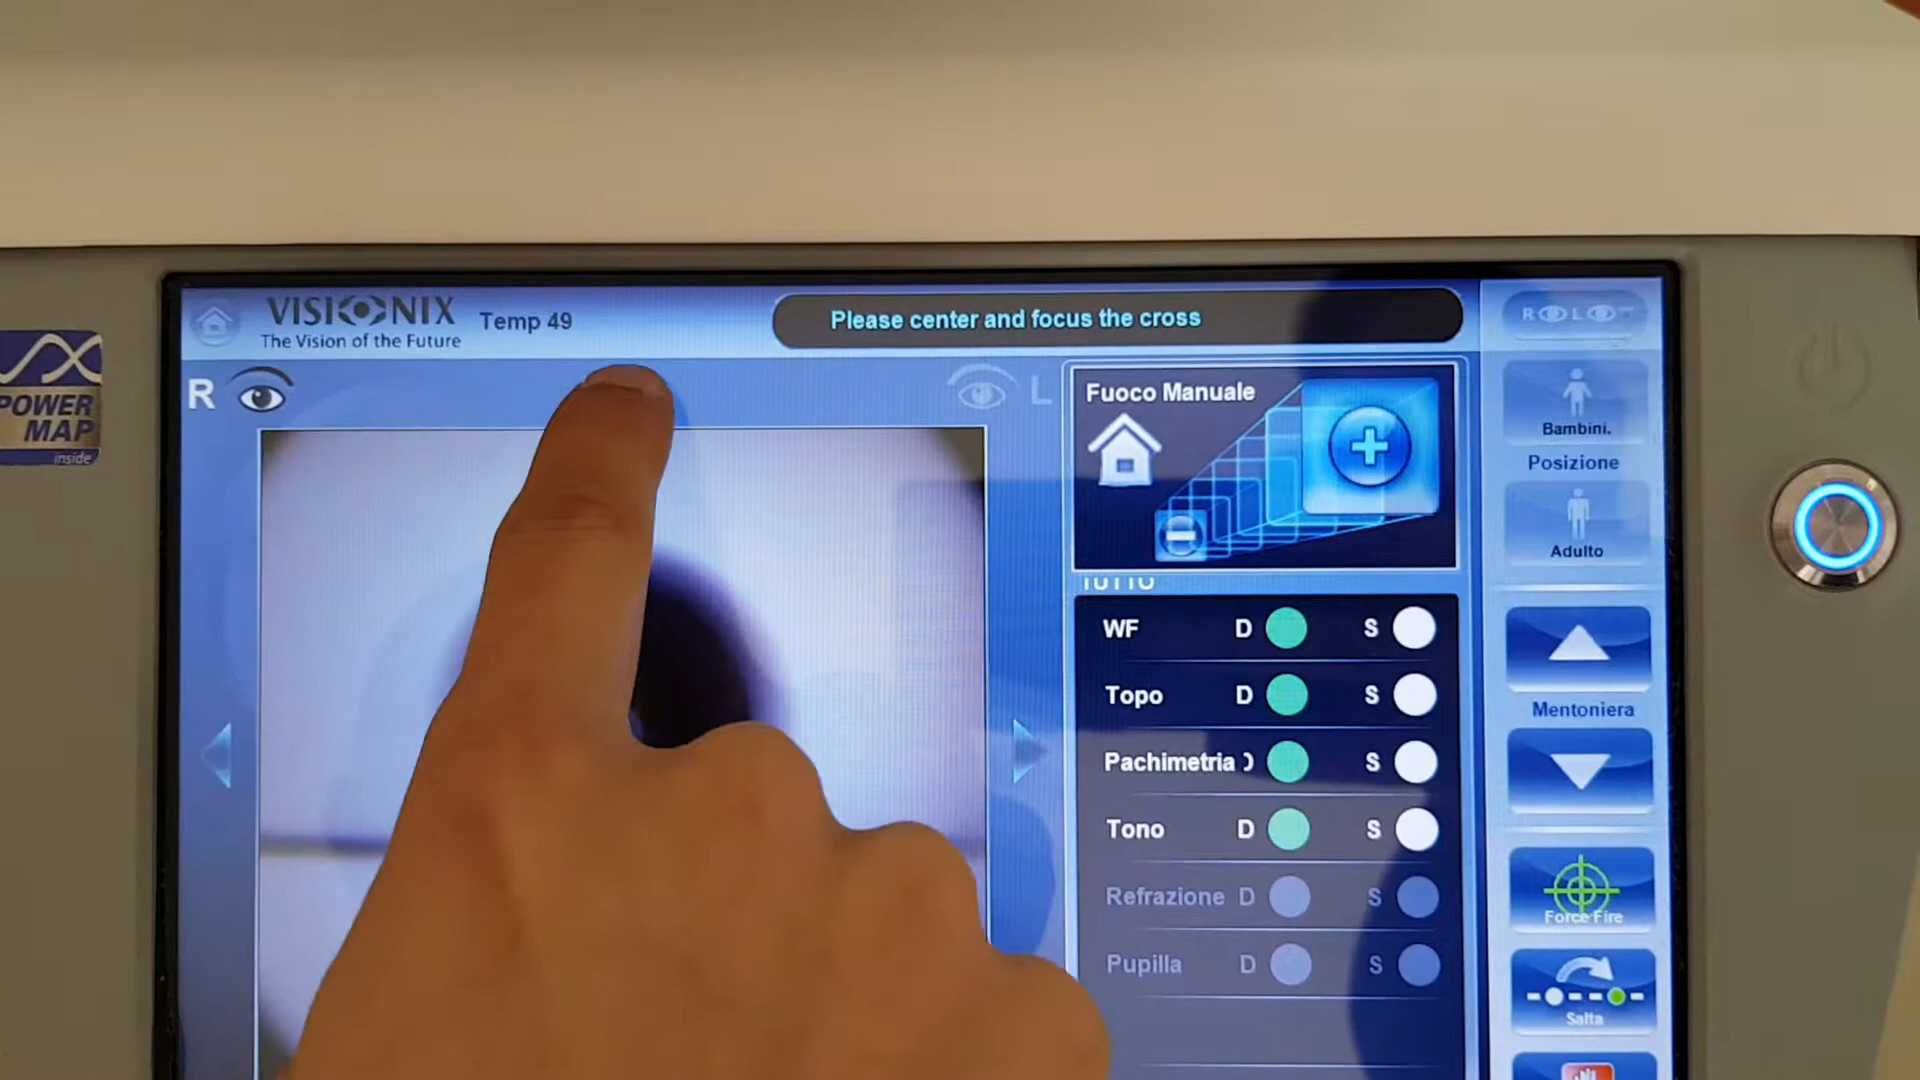 VISIONIX
The Vision of the Future
Temp 49
Please center and focus the cross
R L
R
L
POWER
MAP
inside
Fuoco Manuale
TUTTO
WF D S
Topo D S
Pachimetria D S
Tono D S
Refrazione D S
Pupilla D S
Bambini.
Posizione
Adulto
Mentoniera
Force Fire
Salta